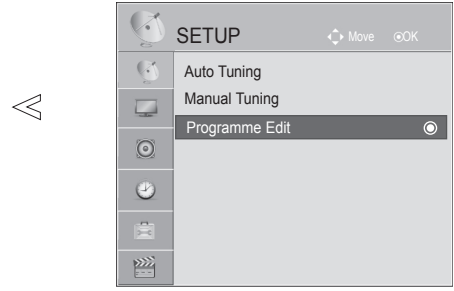 SETUP Move OK
Auto Tuning
Manual Tuning
Programme Edit